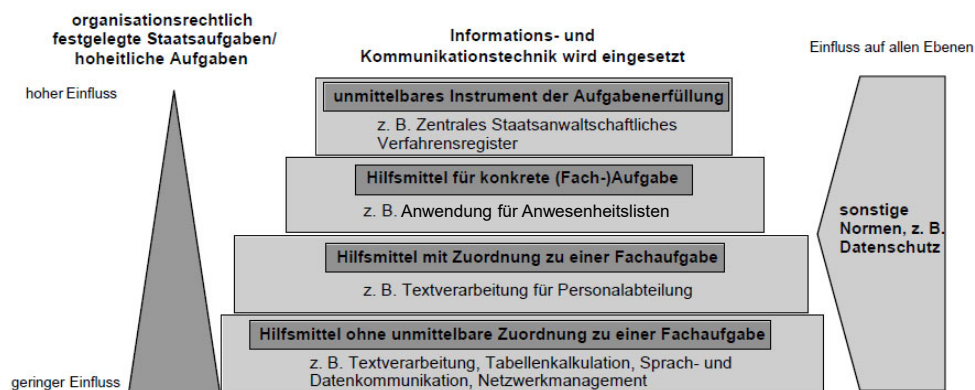 organisationsrechtlich
festgelegte Staatsaufgaben/
hoheitliche Aufgaben
Informations- und
Kommunikationstechnik wird eingesetzt
Einfluss auf allen Ebenen
hoher Einfluss
unmittelbares Instrument der Aufgabenerfüllung
z. B. Zentrales Staatsanwaltschaftliches
Verfahrensregister
Hilfsmittel für konkrete (Fach-)Aufgabe
z. B. Anwendung für Anwesenheitslisten
sonstige
Normen, z. B.
Datenschutz
Hilfsmittel mit Zuordnung zu einer Fachaufgabe
z. B. Textverarbeitung für Personalabteilung
Hilfsmittel ohne unmittelbare Zuordnung zu einer Fachaufgabe
z. B. Textverarbeitung, Tabellenkalkulation, Sprach- und
Datenkommunikation, Netzwerkmanagement
geringer Einfluss